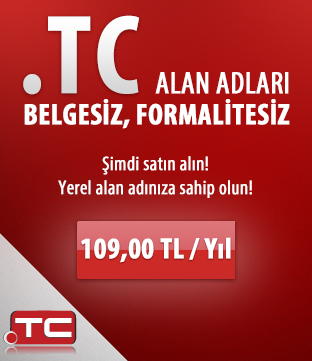 .TC ALAN ADLARI
BELGESİZ, FORMALİTESİZ
Şimdi satın alın!
Yerel alan adınıza sahip olun!
109,00 TL / Yıl
.TC